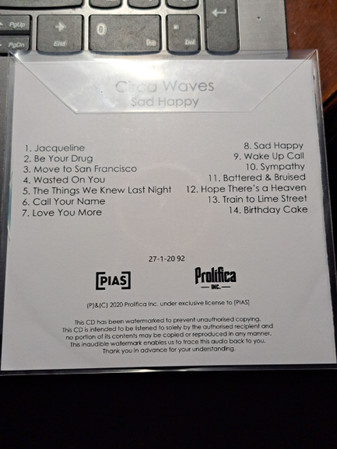 PgUp
PgDn
End
0
Ins
Del
Circa Waves
Sad Happy
1. Jacqueline
2. Be Your Drug
3. Move to San Francisco
4. Wasted On You
5. The Things We Knew Last Night
6. Call Your Name
7. Love You More
8. Sad Happy
9. Wake Up Call
10. Sympathy
11. Battered & Bruised
12. Hope There's a Heaven
13. Train to Lime Street
14. Birthday Cake
27-1-20 92
[PIAS]
Prolifica
INC.
(P)&(C) 2020 Prolifica Inc. under exclusive license to [PIAS]
This CD has been watermarked to prevent unauthorised copying.
This CD is intended to be listened to solely by the authorised recipient and
no portion of its contents may be copied or reproduced in any manner.
This inaudible watermark enables us to trace this audio back to you.
Thank you in advance for your understanding.